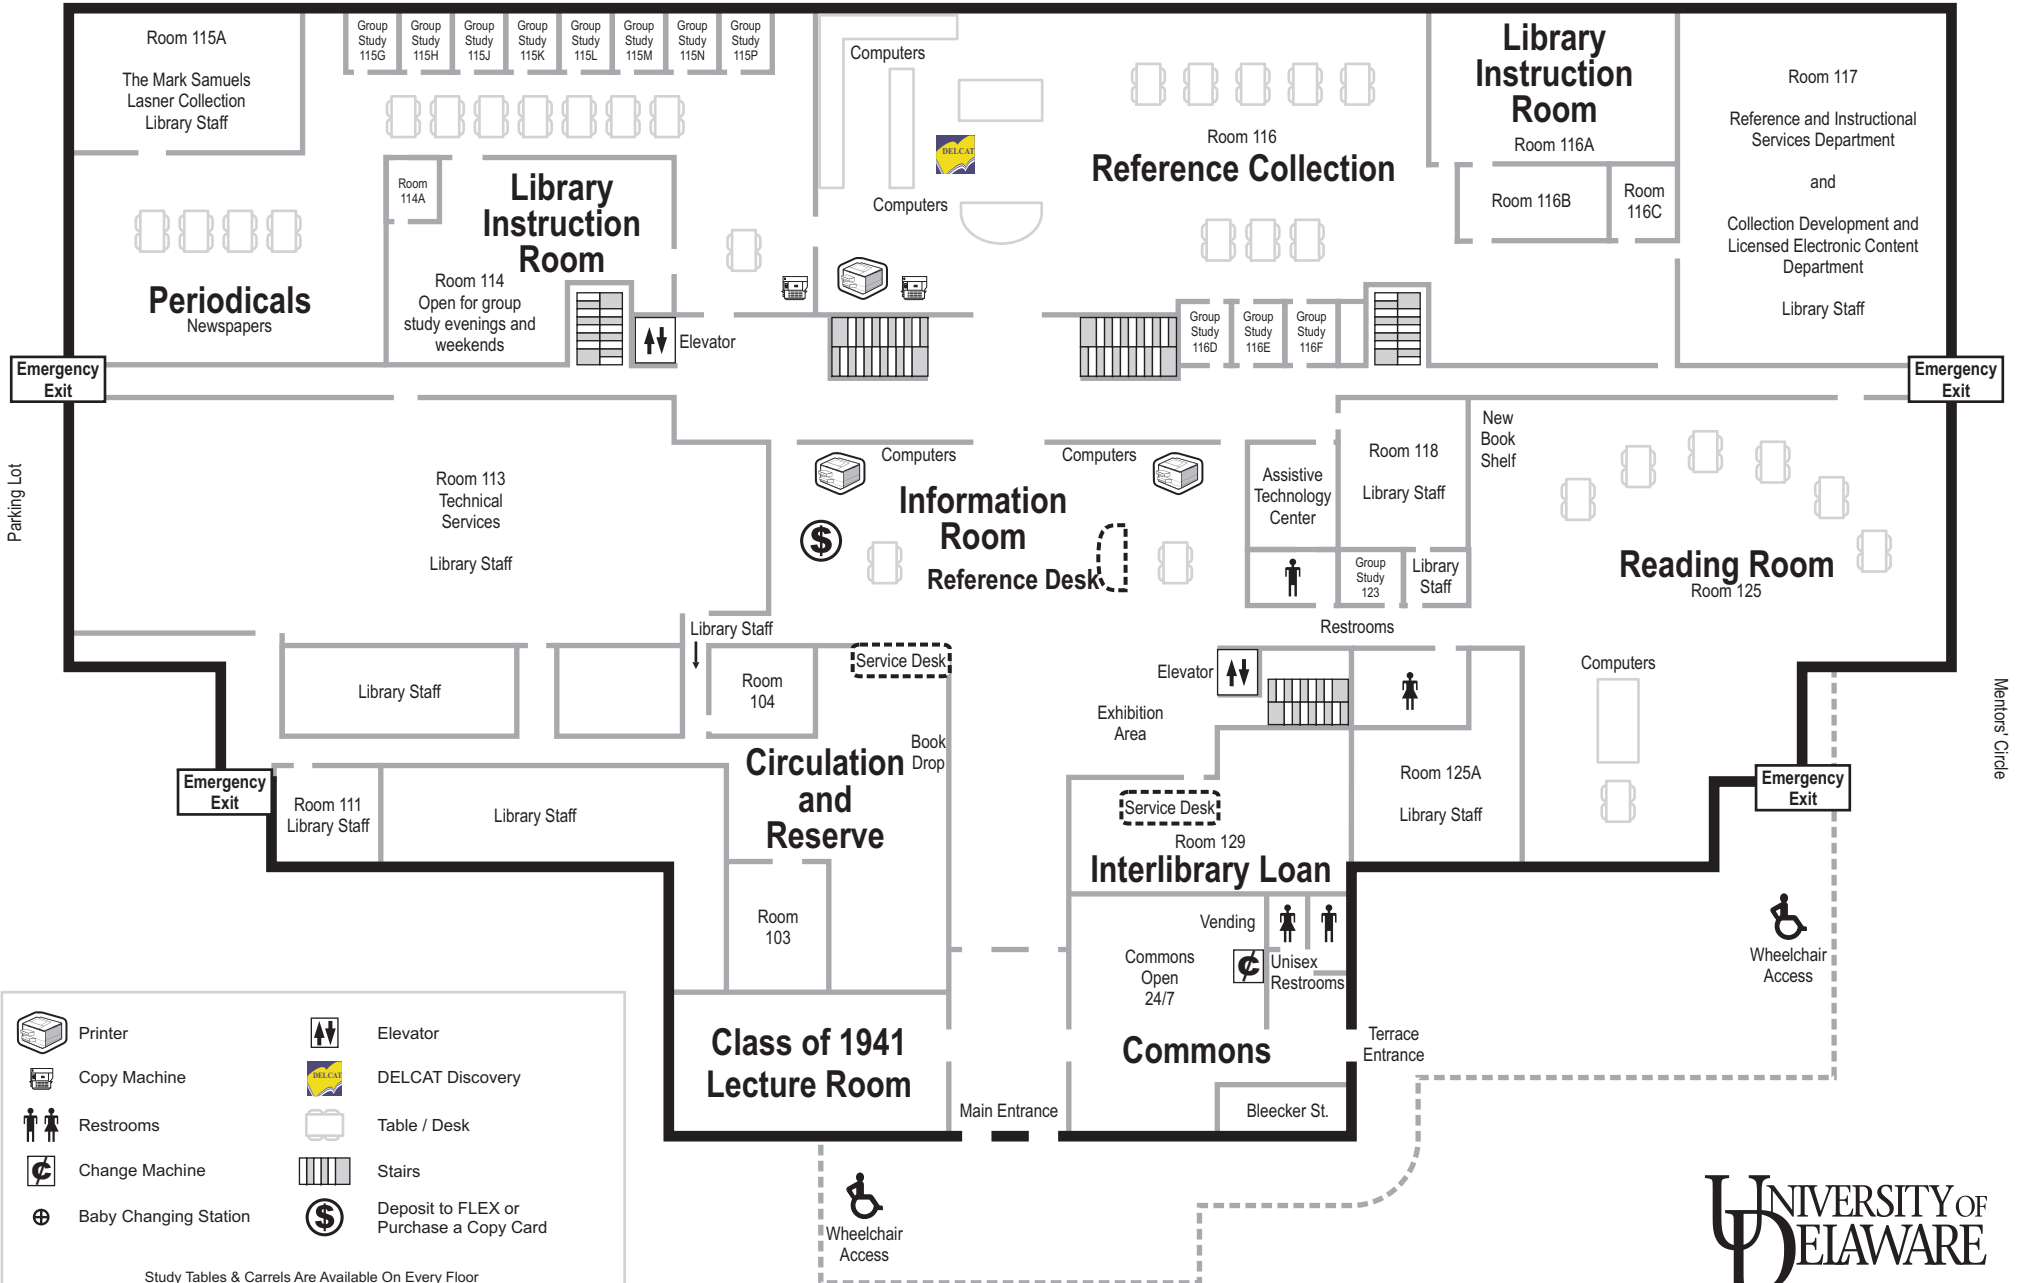 Room 115A
The Mark Samuels
Lasner Collection
Library Staff
Group
Study
115G
Group
Study
115H
Group
Study
115J
Group
Study
115K
Group
Study
115L
Group
Study
115M
Group
Study
115N
Group
Study
115P
Computers
DELCAT
Computers
Room 116
Reference Collection
Library
Instruction
Room
Room 116A
Room 116B
Room
116C
Room 117
Reference and Instructional
Services Department
and
Collection Development and
Licensed Electronic Content
Department
Library Staff
Room
114A
Library
Instruction
Room
Room 114
Open for group
study evenings and
weekends
Periodicals
Newspapers
Elevator
Group
Study
116D
Group
Study
116E
Group
Study
116F
Emergency
Exit
Emergency
Exit
Parking Lot
Room 113
Technical
Services
Library Staff
Computers
Computers
Information
Room
Reference Desk
$
Assistive
Technology
Center
Room 118
Library Staff
New
Book
Shelf
Group
Study
123
Library
Staff
Reading Room
Room 125
Restrooms
Library Staff
Service Desk
Library Staff
Room
104
Elevator
Exhibition
Area
Computers
Mentors' Circle
Book
Drop
Circulation
and
Reserve
Emergency
Exit
Room 111
Library Staff
Library Staff
Service Desk
Room 129
Interlibrary Loan
Room 125A
Library Staff
Emergency
Exit
Room
103
Vending
Commons
Open
24/7
¢
Unisex
Restrooms
Wheelchair
Access
Class of 1941
Lecture Room
Commons
Terrace
Entrance
Main Entrance
Bleecker St.
Wheelchair
Access
Printer
Elevator
Copy Machine
DELCAT
DELCAT Discovery
Restrooms
Table / Desk
¢
Change Machine
Stairs
Baby Changing Station
$
Deposit to FLEX or
Purchase a Copy Card
Study Tables & Carrels Are Available On Every Floor
UNIVERSITY OF
DELAWARE